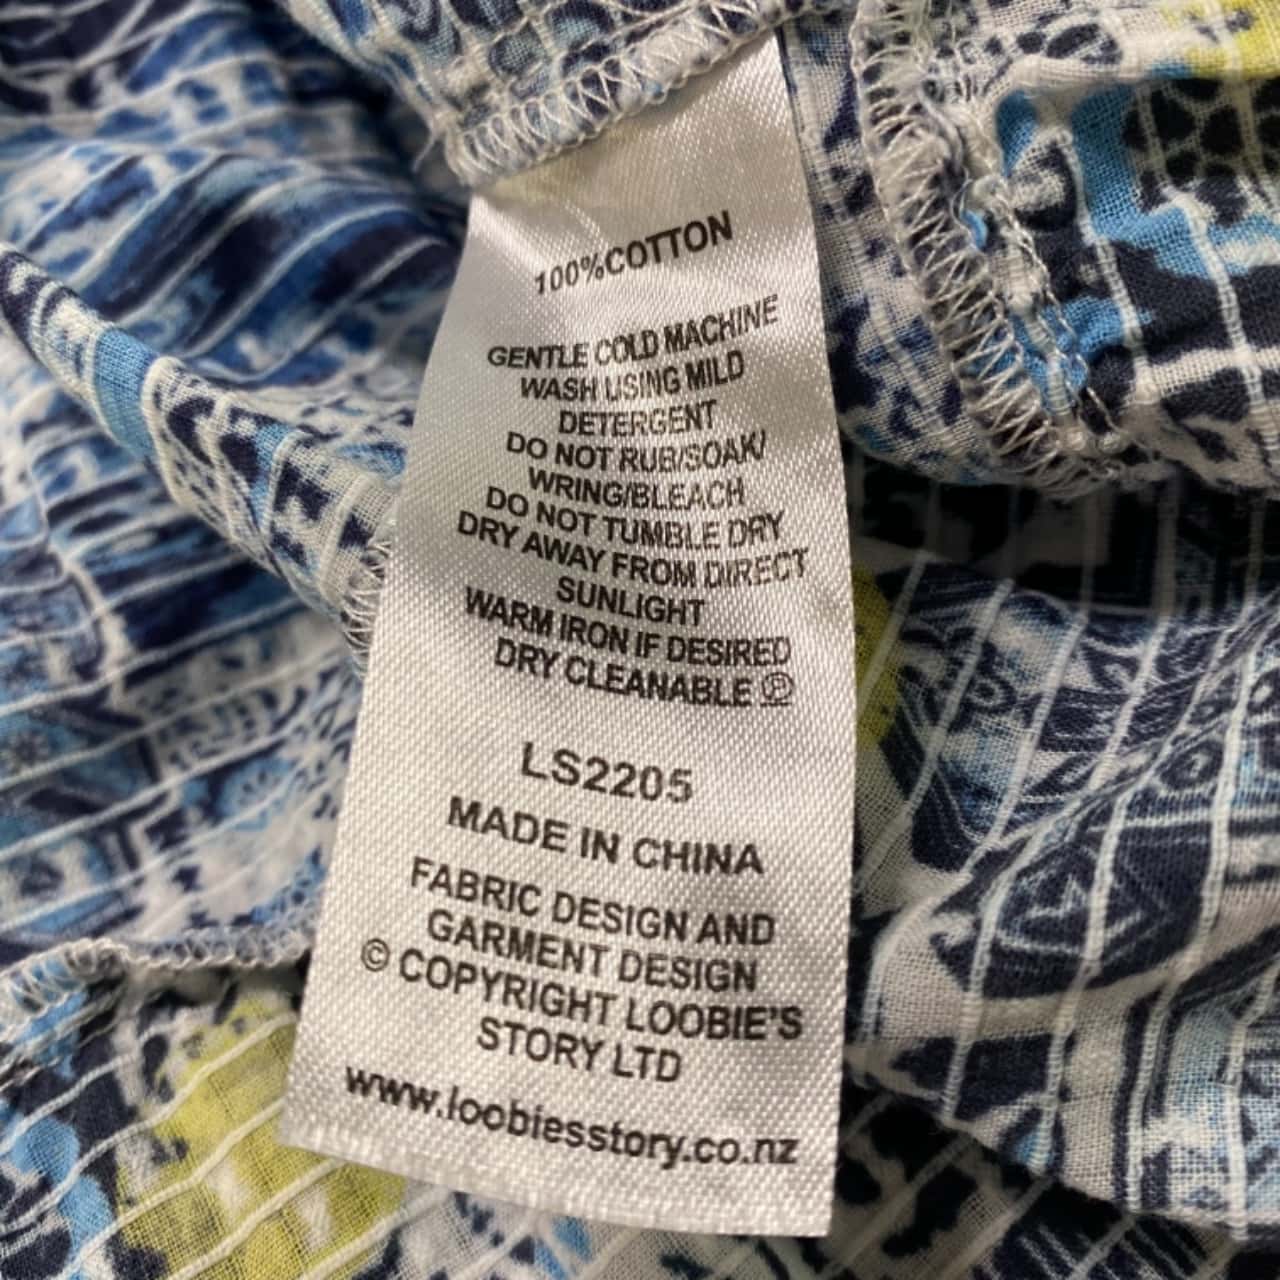 100%COTTON
GENTLE COLD MACHINE
WASH USING MILD
DETERGENT
DO NOT RUB/SOAK/
WRING/BLEACH
DO NOT TUMBLE DRY
DRY AWAY FROM DIRECT
SUNLIGHT
WARM IRON IF DESIRED
DRY CLEANABLE Ⓟ
LS2205
MADE IN CHINA
FABRIC DESIGN AND
GARMENT DESIGN
© COPYRIGHT LOOBIE'S
STORY LTD
www.loobiesstory.co.nz